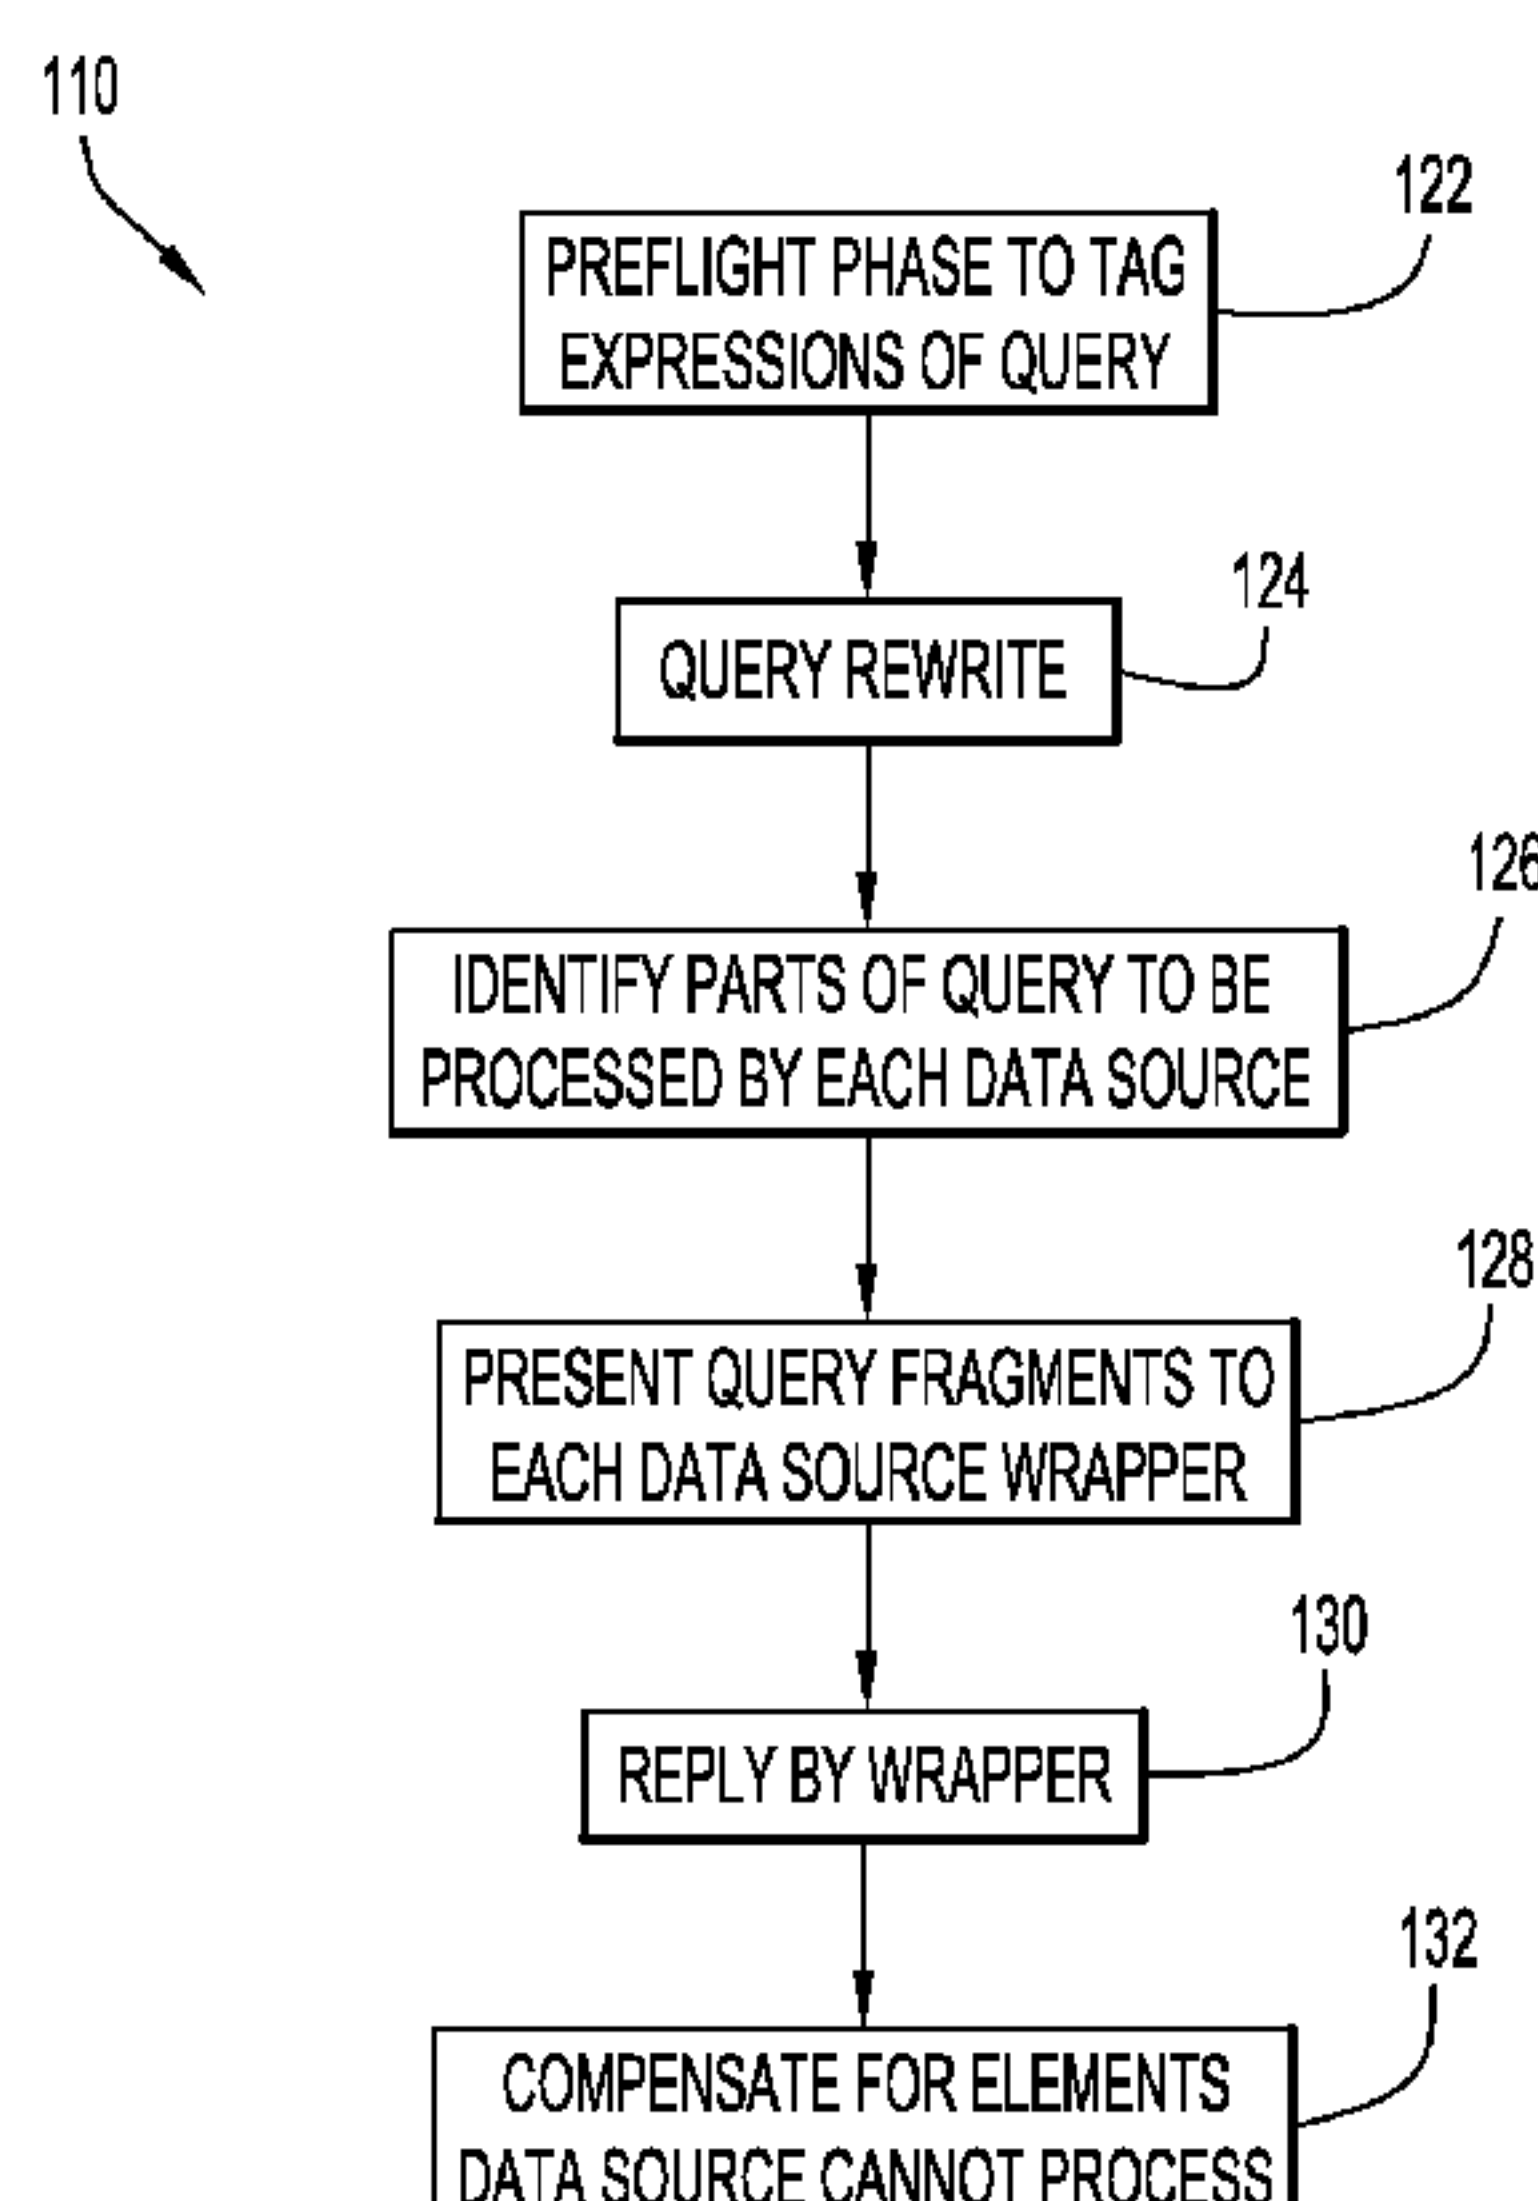 110
122
PREFLIGHT PHASE TO TAG
EXPRESSIONS OF QUERY
124
QUERY REWRITE
126
IDENTIFY PARTS OF QUERY TO BE
PROCESSED BY EACH DATA SOURCE
128
PRESENT QUERY FRAGMENTS TO
EACH DATA SOURCE WRAPPER
130
REPLY BY WRAPPER
132
COMPENSATE FOR ELEMENTS
DATA SOURCE CANNOT PROCESS